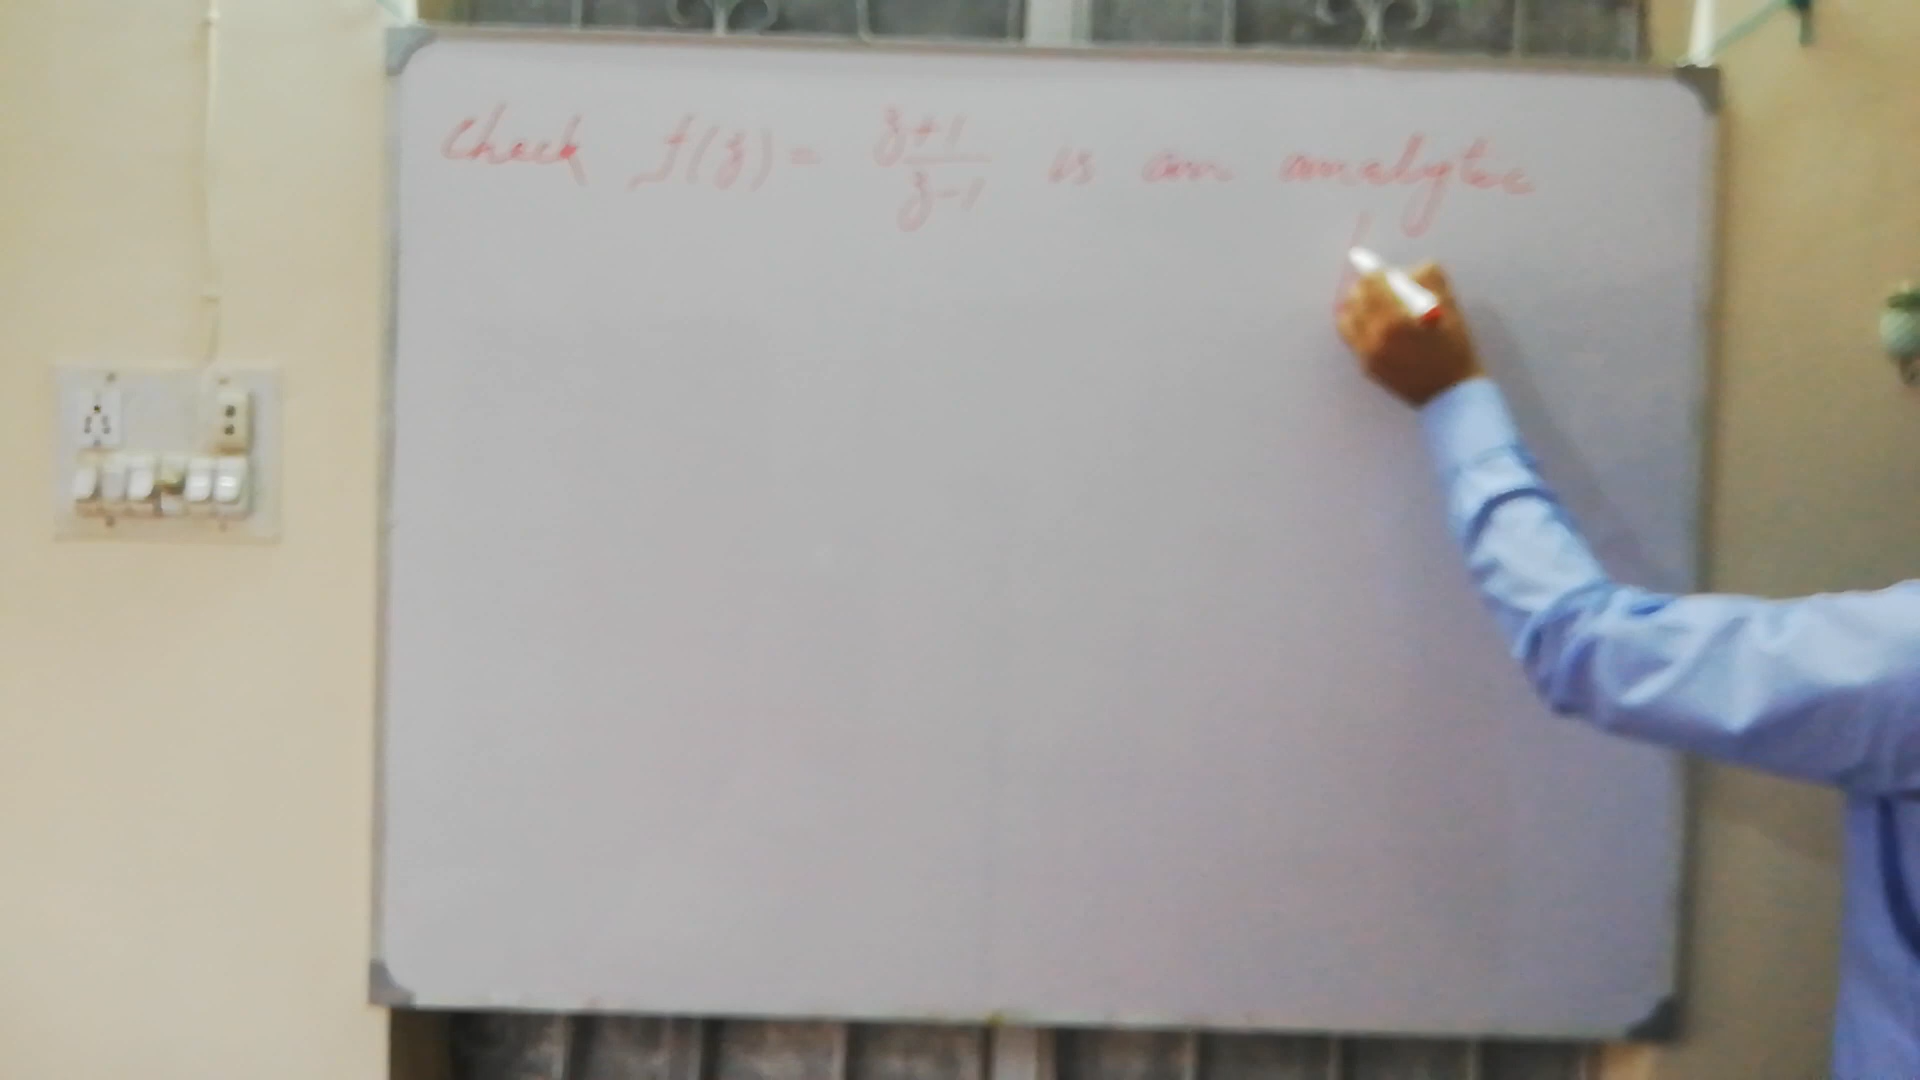 Check f(z) = z+1/z-1 is an analytic